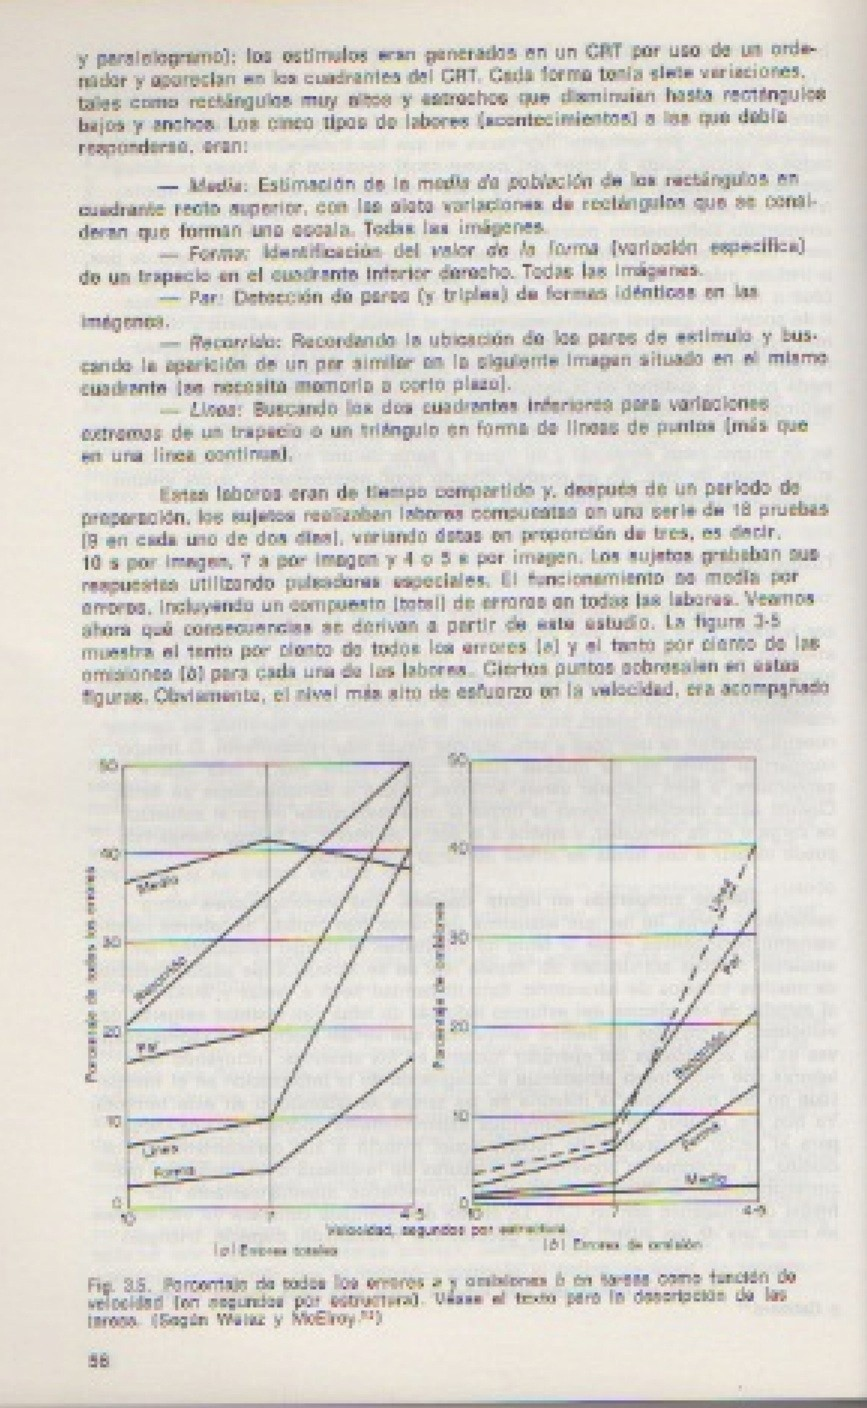 y paralelogramo); los estímulos eran generados en un CRT por uso de un orde-
nador y aparecían en los cuadrantes del CRT. Cada forma tenía siete variaciones,
tales como rectángulos muy altos y estrechos que disminuían hasta rectángulos
bajos y anchos. Los cinco tipos de labores (acontecimientos) a los que debía
responderse, eran:
— Media: Estimación de la media de población de los rectángulos en
cuadrante recto superior, con las siete variaciones de rectángulos que se consi-
deran que forman una escala. Todas las imágenes.
— Forma: Identificación del valor de la forma (variación específica)
de un trapecio en el cuadrante inferior derecho. Todas las imágenes.
— Par: Detección de pares (y triples) de formas idénticas en las
imágenes.
— Recorrido: Recordando la ubicación de los pares de estímulo y bus-
cando la aparición de un par similar en la siguiente imagen situado en el mismo
cuadrante (se necesita memoria a corto plazo).
— Línea: Buscando los dos cuadrantes inferiores para variaciones
extremas de un trapecio o un triángulo en forma de líneas de puntos (más que
en una línea continua).
Estas labores eran de tiempo compartido y, después de un período de
preparación, los sujetos realizaban labores compuestas en una serie de 18 pruebas
(9 en cada uno de dos días), variando éstas en proporción de tres, es decir,
10 s por imagen, 7 s por imagen y 4 o 5 s por imagen. Los sujetos grababan sus
respuestas utilizando pulsadores especiales. El funcionamiento se medía por
errores, incluyendo un compuesto (total) de errores en todas las labores. Veamos
ahora qué consecuencias se derivan a partir de este estudio. La figura 3-5
muestra el tanto por ciento de todos los errores (a) y el tanto por ciento de las
omisiones (b) para cada una de las labores. Ciertos puntos sobresalen en estas
figuras. Obviamente, el nivel más alto de esfuerzo en la velocidad, era acompañado
50
40
30
20
10
0
Porcentaje de todos los errores
Media
Recorrido
Par
Línea
Forma
10
7
4-5
50
40
30
20
10
0
Porcentaje de omisiones
Línea
Par
Recorrido
Forma
Media
10
7
4-5
Velocidad, segundos por estructura
(a) Errores totales
(b) Errores de omisión
Fig. 3.5. Porcentaje de todos los errores a y omisiones b en tareas como función de
velocidad (en segundos por estructura). Véase el texto para la descripción de las
tareas. (Según y McElroy.)
56